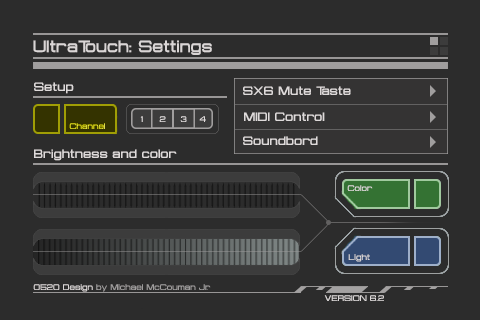 UltraTouch: Settings
Setup
Channel
1 2 3 4
SX6 Mute Taste
MIDI Control
Soundbord
Brightness and color
Color
Light
0620 Design by Michael McCouman Jr
VERSION 6.2